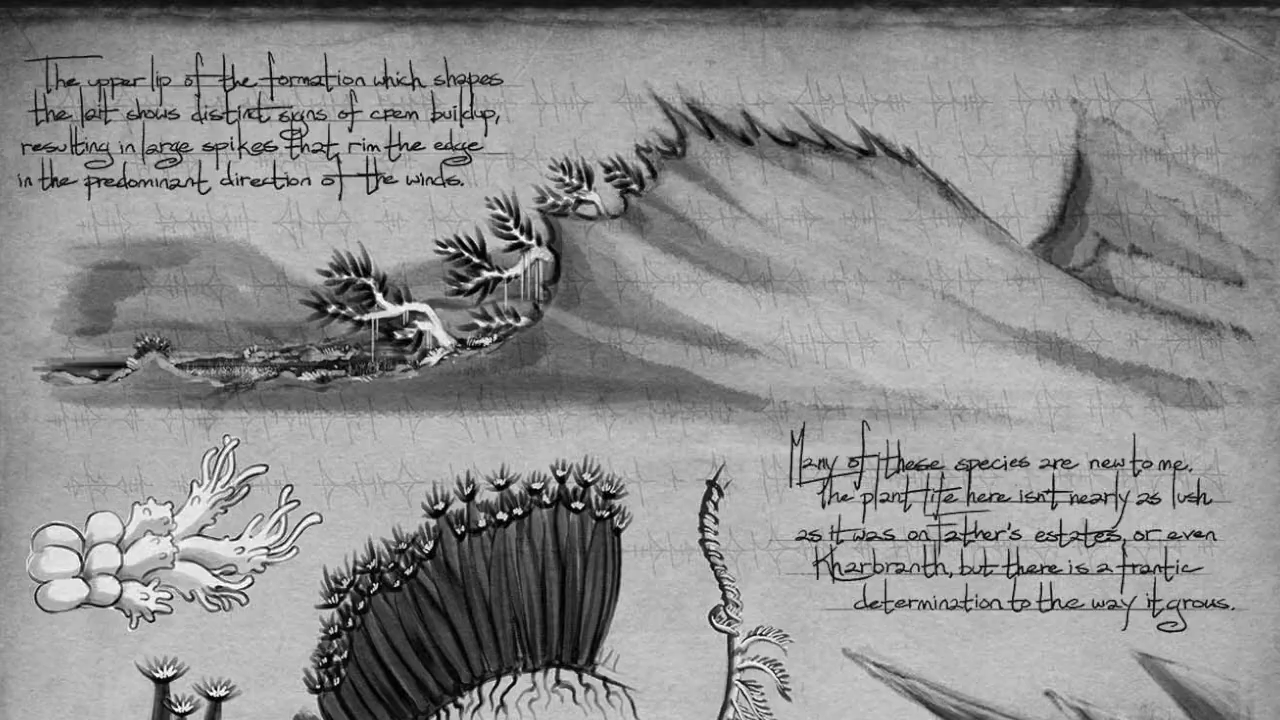 The upper lip of the formation which shapes
the lait shows distinct signs of crem buildup,
resulting in large spikes that rim the edge
in the predominant direction of the winds.
Many of these species are new to me.
The plant life here isn't nearly as lush
as it was on Father's estates, or even
Kharbranth, but there is a frantic
determination to the way it grows.